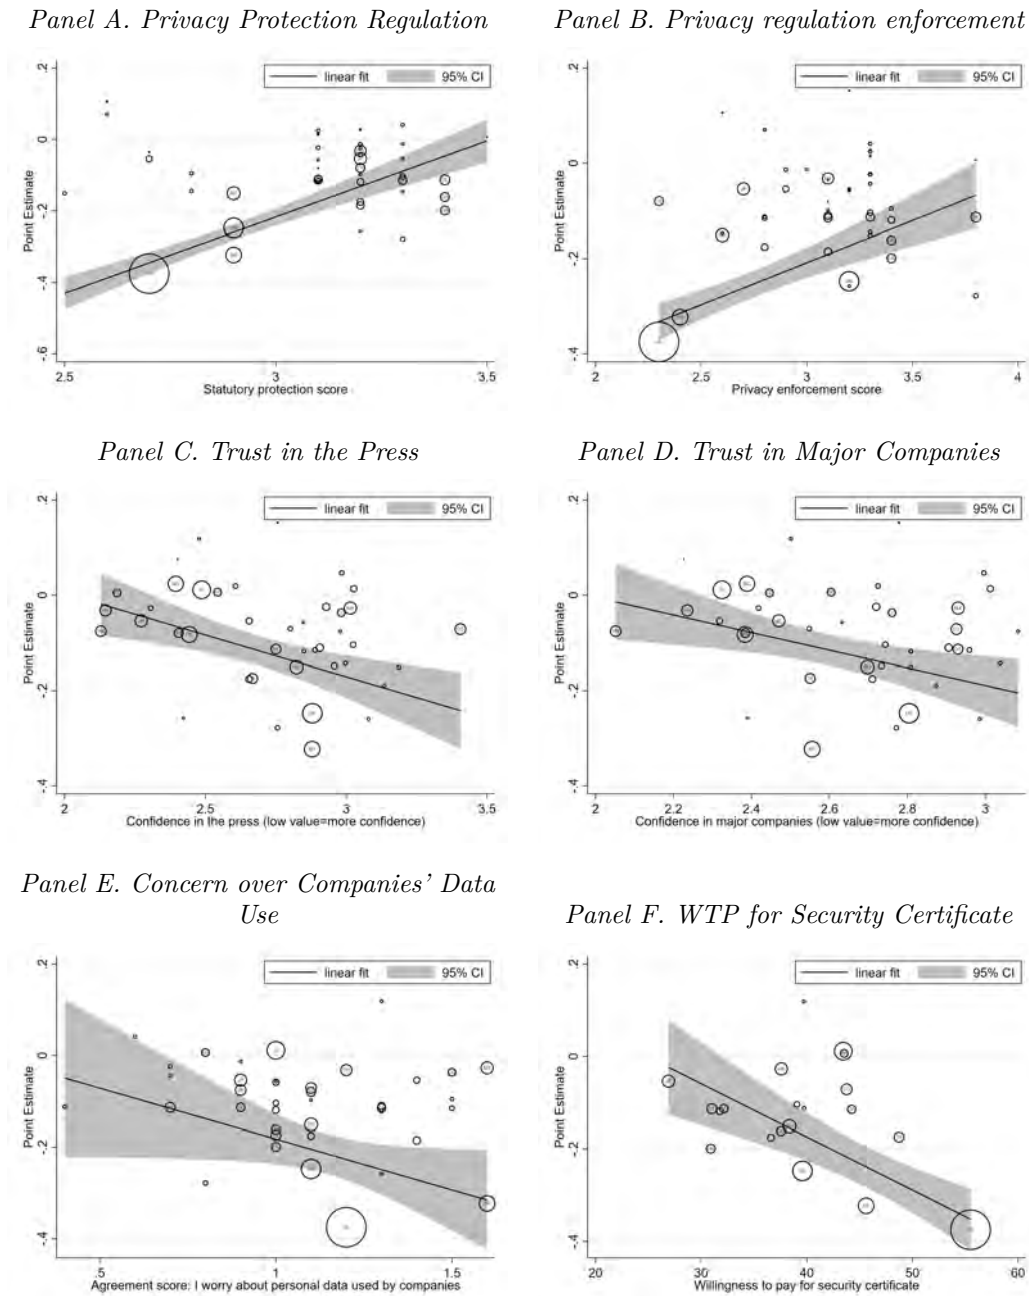 Panel A. Privacy Protection Regulation
linear fit 95% CI
Point Estimate
.2
0
-.2
-.4
-.6
2.5 3 3.5
Statutory protection score
Panel B. Privacy regulation enforcement
linear fit 95% CI
Point Estimate
.2
0
-.2
-.4
2 2.5 3 3.5 4
Privacy enforcement score
Panel C. Trust in the Press
linear fit 95% CI
Point Estimate
.2
0
-.2
-.4
2 2.5 3 3.5
Confidence in the press (low value=more confidence)
Panel D. Trust in Major Companies
linear fit 95% CI
Point Estimate
.2
0
-.2
-.4
2 2.2 2.4 2.6 2.8 3
Confidence in major companies (low value=more confidence)
Panel E. Concern over Companies' Data
Use
linear fit 95% CI
Point Estimate
.2
0
-.2
-.4
.5 1 1.5
Agreement score: I worry about personal data used by companies
Panel F. WTP for Security Certificate
linear fit 95% CI
Point Estimate
.2
0
-.2
-.4
20 30 40 50 60
Willingness to pay for security certificate